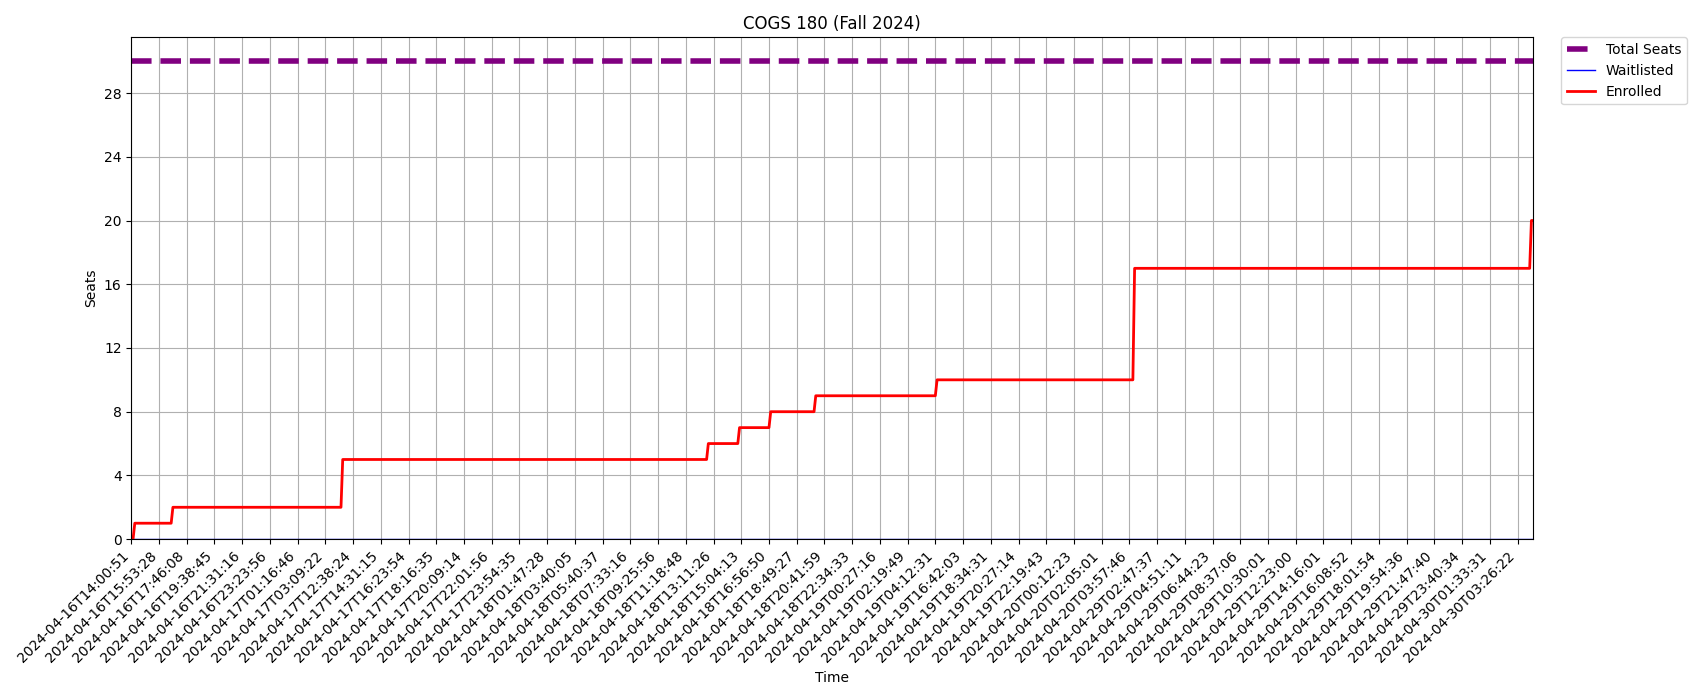 COGS 180 (Fall 2024)
Total Seats
Waitlisted
Enrolled
Seats
28
24
20
16
12
8
4
0
2024-04-16T14:00:51
2024-04-16T15:53:28
2024-04-16T17:46:08
2024-04-16T19:38:45
2024-04-16T21:31:16
2024-04-16T23:23:56
2024-04-17T01:16:46
2024-04-17T03:09:22
2024-04-17T12:38:24
2024-04-17T14:31:15
2024-04-17T16:23:54
2024-04-17T18:16:35
2024-04-17T20:09:14
2024-04-17T22:01:56
2024-04-17T23:54:35
2024-04-18T01:47:28
2024-04-18T03:40:05
2024-04-18T05:40:37
2024-04-18T07:33:16
2024-04-18T09:25:56
2024-04-18T11:18:48
2024-04-18T13:11:26
2024-04-18T15:04:13
2024-04-18T16:56:50
2024-04-18T18:49:27
2024-04-18T20:41:59
2024-04-18T22:34:33
2024-04-19T00:27:16
2024-04-19T02:19:49
2024-04-19T04:12:31
2024-04-19T16:42:03
2024-04-19T18:34:31
2024-04-19T20:27:14
2024-04-19T22:19:43
2024-04-20T00:12:23
2024-04-20T02:05:01
2024-04-20T03:57:46
2024-04-29T02:47:37
2024-04-29T04:51:11
2024-04-29T06:44:23
2024-04-29T08:37:06
2024-04-29T10:30:01
2024-04-29T12:23:00
2024-04-29T14:16:01
2024-04-29T16:08:52
2024-04-29T18:01:54
2024-04-29T19:54:36
2024-04-29T21:47:40
2024-04-29T23:40:34
2024-04-30T01:33:31
2024-04-30T03:26:22
Time